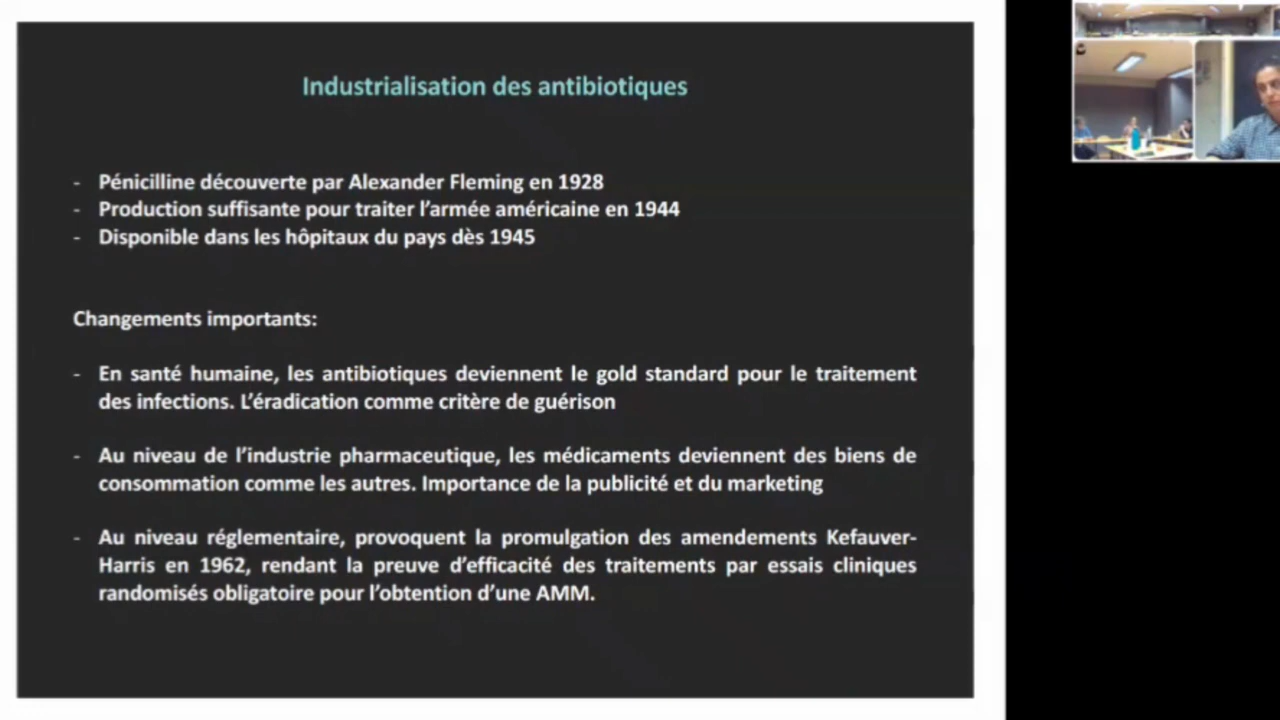 Industrialisation des antibiotiques
- Pénicilline découverte par Alexander Fleming en 1928
- Production suffisante pour traiter l'armée américaine en 1944
- Disponible dans les hôpitaux du pays dès 1945
Changements importants:
- En santé humaine, les antibiotiques deviennent le gold standard pour le traitement
des infections. L'éradication comme critère de guérison
- Au niveau de l'industrie pharmaceutique, les médicaments deviennent des biens de
consommation comme les autres. Importance de la publicité et du marketing
- Au niveau réglementaire, provoquent la promulgation des amendements Kefauver-
Harris en 1962, rendant la preuve d'efficacité des traitements par essais cliniques
randomisés obligatoire pour l'obtention d'une AMM.